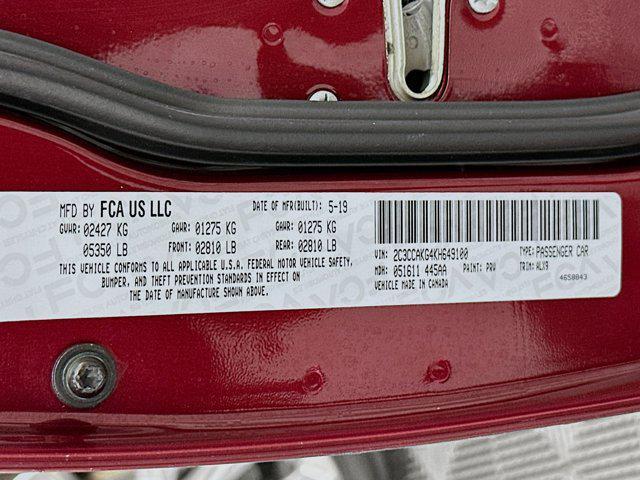 MFD BY FCA US LLC DATE OF MFR(BUILT): 5-19
GVWR: 02427 KG GAWR: 01275 KG GAWR: 01275 KG
05350 LB FRONT: 02810 LB REAR: 02810 LB
THIS VEHICLE CONFORMS TO ALL APPLICABLE U.S.A. FEDERAL MOTOR VEHICLE SAFETY,
BUMPER, AND THEFT PREVENTION STANDARDS IN EFFECT ON
THE DATE OF MANUFACTURE SHOWN ABOVE.
VIN: 2C3CCAKG4KH649100 TYPE: PASSENGER CAR
MDH: 051611 445AA PAINT: PRV TRIM: ALX9
VEHICLE MADE IN CANADA 4658843